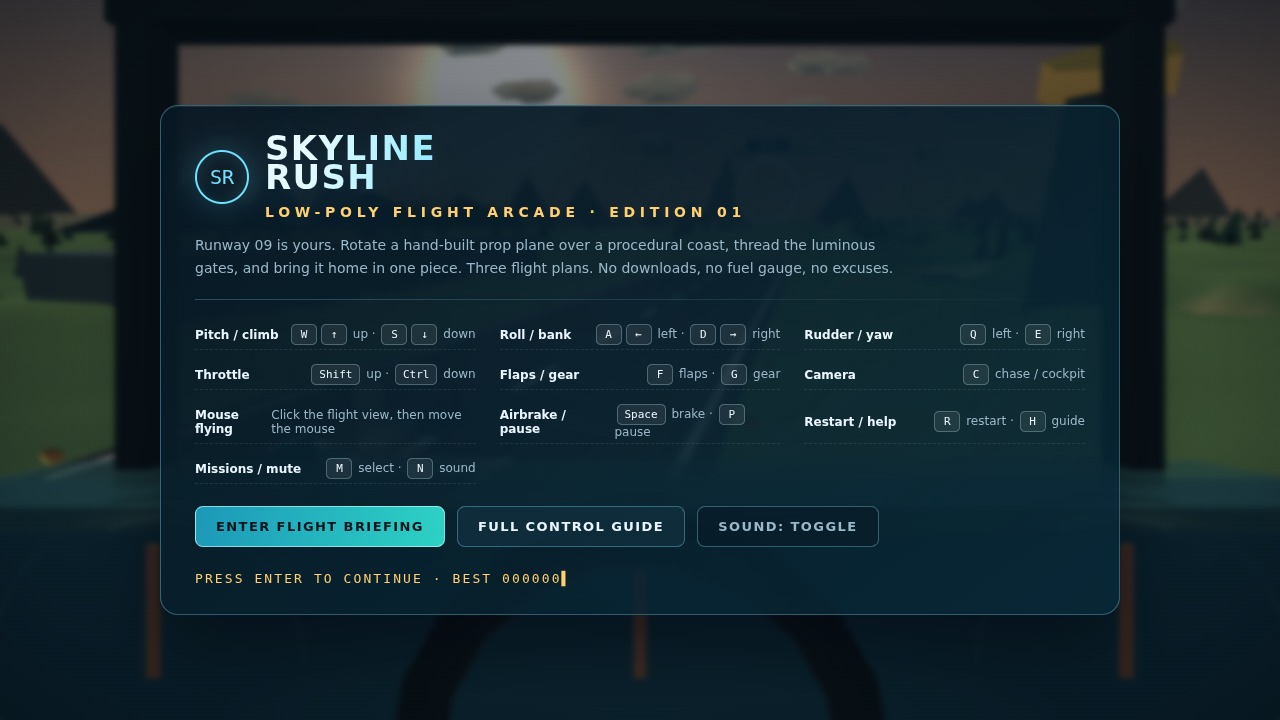 SR
SKYLINE
RUSH
LOW-POLY FLIGHT ARCADE · EDITION 01
Runway 09 is yours. Rotate a hand-built prop plane over a procedural coast, thread the luminous
gates, and bring it home in one piece. Three flight plans. No downloads, no fuel gauge, no excuses.
Pitch / climb W ↑ up · S ↓ down
Roll / bank A ← left · D → right
Rudder / yaw Q left · E right
Throttle Shift up · Ctrl down
Flaps / gear F flaps · G gear
Camera C chase / cockpit
Mouse
flying
Click the flight view, then move
the mouse
Airbrake /
pause
Space brake · P
pause
Restart / help R restart · H guide
Missions / mute M select · N sound
ENTER FLIGHT BRIEFING
FULL CONTROL GUIDE
SOUND: TOGGLE
PRESS ENTER TO CONTINUE · BEST 000000